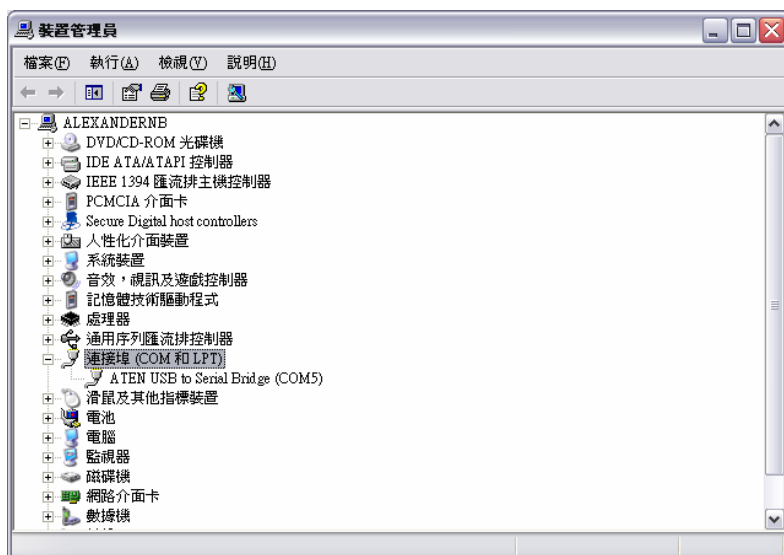 裝置管理員
檔案(F) 執行(A) 檢視(V) 說明(H)
ALEXANDERNB
DVD/CD-ROM 光碟機
IDE ATA/ATAPI 控制器
IEEE 1394 匯流排主機控制器
PCMCIA 介面卡
Secure Digital host controllers
人性化介面裝置
系統裝置
音效，視訊及遊戲控制器
記憶體技術驅動程式
處理器
通用序列匯流排控制器
連接埠 (COM 和 LPT)
ATEN USB to Serial Bridge (COM5)
滑鼠及其他指標裝置
電池
電腦
監視器
磁碟機
網路介面卡
數據機